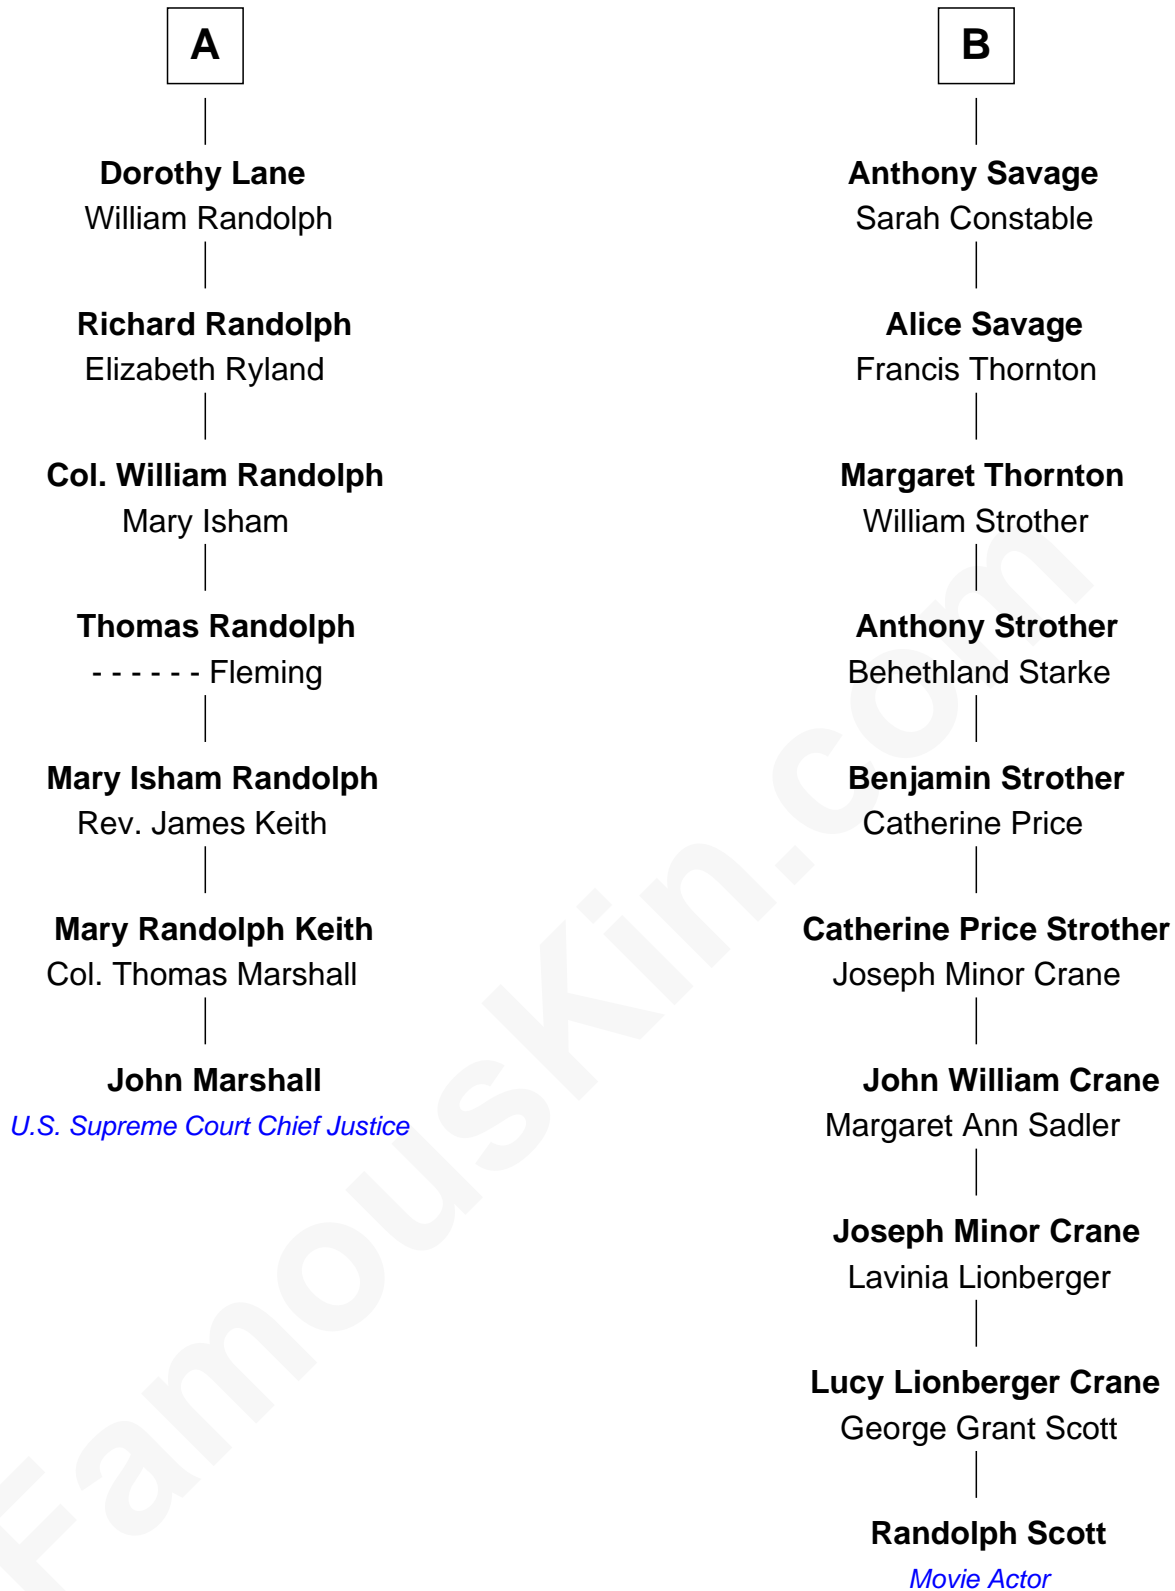 A
Dorothy Lane
William Randolph
Richard Randolph
Elizabeth Ryland
Col. William Randolph
Mary Isham
Thomas Randolph
- - - - - - Fleming
Mary Isham Randolph
Rev. James Keith
Mary Randolph Keith
Col. Thomas Marshall
John Marshall
U.S. Supreme Court Chief Justice
B
Anthony Savage
Sarah Constable
Alice Savage
Francis Thornton
Margaret Thornton
William Strother
Anthony Strother
Behethland Starke
Benjamin Strother
Catherine Price
Catherine Price Strother
Joseph Minor Crane
John William Crane
Margaret Ann Sadler
Joseph Minor Crane
Lavinia Lionberger
Lucy Lionberger Crane
George Grant Scott
Randolph Scott
Movie Actor
FamousKin.com